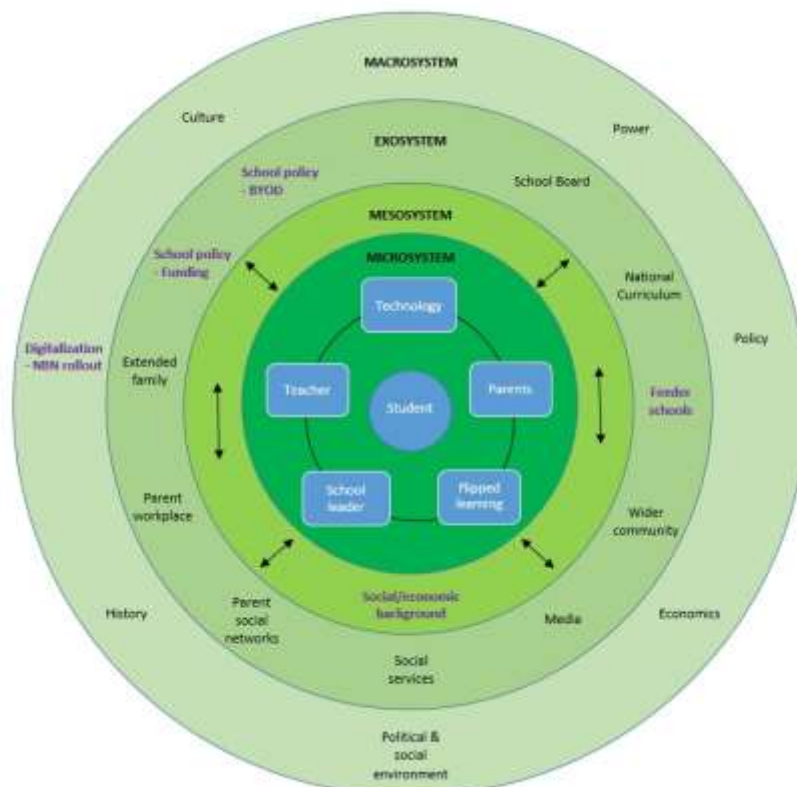 MACROSYSTEM
Culture
Power
EXOSYSTEM
School policy
- BYOD
School Board
MESOSYSTEM
School policy
- Funding
MICROSYSTEM
National
Curriculum
Technology
Digitalization
- NBN rollout
Policy
Extended
family
Teacher
Parents
Student
Feeder
schools
School
leader
Flipped
learning
Parent
workplace
Wider
community
Social/economic
background
History
Parent
social
networks
Media
Economics
Social
services
Political &
social
environment